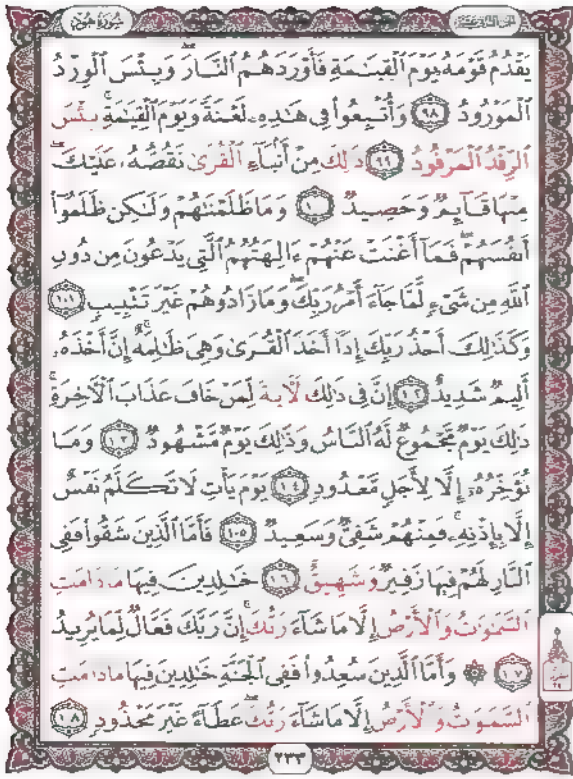 سورة هود
الجزء الثاني عشر
يَقْدُمُ قَوْمَهُۥ يَوْمَ ٱلْقِيَٰمَةِ فَأَوْرَدَهُمُ ٱلنَّارَ ۖ وَبِئْسَ ٱلْوِرْدُ
ٱلْمَوْرُودُ ٩٨ وَأُتْبِعُوا۟ فِى هَٰذِهِۦ لَعْنَةً وَيَوْمَ ٱلْقِيَٰمَةِ ۚ بِئْسَ
ٱلرِّفْدُ ٱلْمَرْفُودُ ٩٩ ذَٰلِكَ مِنْ أَنۢبَآءِ ٱلْقُرَىٰ نَقُصُّهُۥ عَلَيْكَ ۖ
مِنْهَا قَآئِمٌ وَحَصِيدٌ ١٠٠ وَمَا ظَلَمْنَٰهُمْ وَلَٰكِن ظَلَمُوٓا۟
أَنفُسَهُمْ ۖ فَمَآ أَغْنَتْ عَنْهُمْ ءَالِهَتُهُمُ ٱلَّتِى يَدْعُونَ مِن دُونِ
ٱللَّهِ مِن شَىْءٍ لَّمَّا جَآءَ أَمْرُ رَبِّكَ ۖ وَمَا زَادُوهُمْ غَيْرَ تَتْبِيبٍ ١٠١
وَكَذَٰلِكَ أَخْذُ رَبِّكَ إِذَآ أَخَذَ ٱلْقُرَىٰ وَهِىَ ظَٰلِمَةٌ ۚ إِنَّ أَخْذَهُۥٓ
أَلِيمٌ شَدِيدٌ ١٠٢ إِنَّ فِى ذَٰلِكَ لَءَايَةً لِّمَنْ خَافَ عَذَابَ ٱلْءَاخِرَةِ ۚ
ذَٰلِكَ يَوْمٌ مَّجْمُوعٌ لَّهُ ٱلنَّاسُ وَذَٰلِكَ يَوْمٌ مَّشْهُودٌ ١٠٣ وَمَا
نُؤَخِّرُهُۥٓ إِلَّا لِأَجَلٍ مَّعْدُودٍ ١٠٤ يَوْمَ يَأْتِ لَا تَكَلَّمُ نَفْسٌ
إِلَّا بِإِذْنِهِۦ ۚ فَمِنْهُمْ شَقِىٌّ وَسَعِيدٌ ١٠٥ فَأَمَّا ٱلَّذِينَ شَقُوا۟ فَفِى
ٱلنَّارِ لَهُمْ فِيهَا زَفِيرٌ وَشَهِيقٌ ١٠٦ خَٰلِدِينَ فِيهَا مَا دَامَتِ
ٱلسَّمَٰوَٰتُ وَٱلْأَرْضُ إِلَّا مَا شَآءَ رَبُّكَ ۚ إِنَّ رَبَّكَ فَعَّالٌ لِّمَا يُرِيدُ
١٠٧ ۞ وَأَمَّا ٱلَّذِينَ سُعِدُوا۟ فَفِى ٱلْجَنَّةِ خَٰلِدِينَ فِيهَا مَا دَامَتِ
ٱلسَّمَٰوَٰتُ وَٱلْأَرْضُ إِلَّا مَا شَآءَ رَبُّكَ ۖ عَطَآءً غَيْرَ مَجْذُوذٍ ١٠٨
٢٣٣